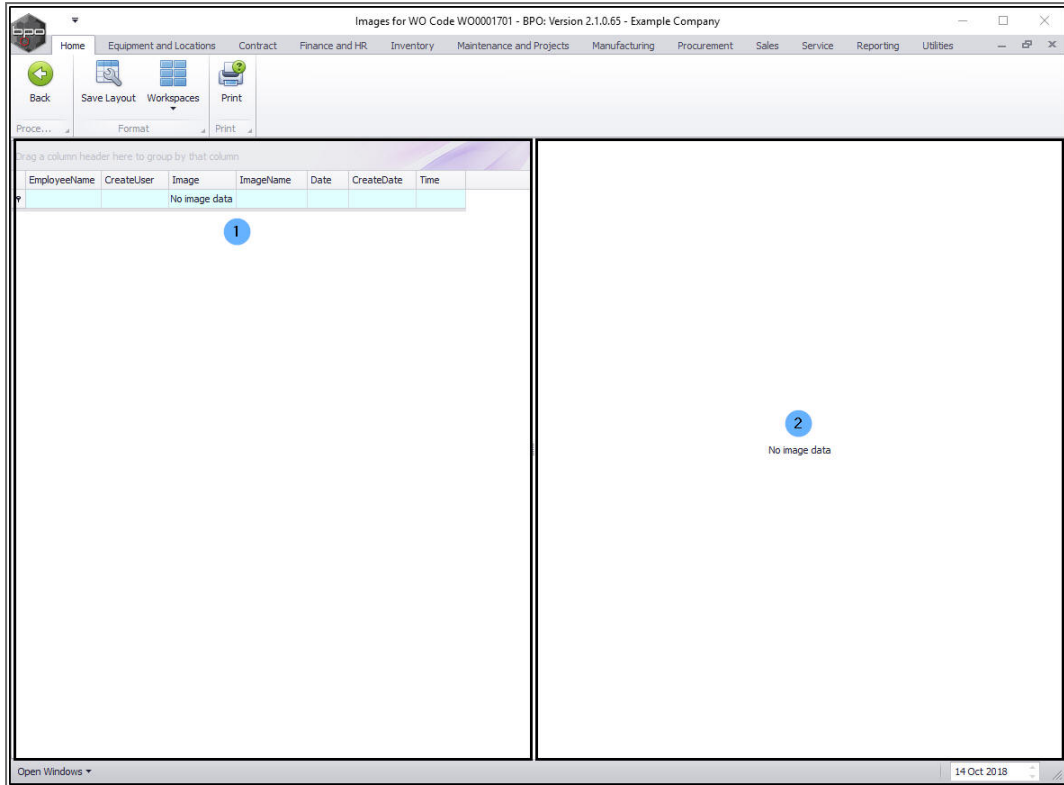 bpo
Images for WO Code WO0001701 - BPO: Version 2.1.0.65 - Example Company
Home Equipment and Locations Contract Finance and HR Inventory Maintenance and Projects Manufacturing Procurement Sales Service Reporting Utilities
Back Save Layout Workspaces Print
Proce... Format Print
Drag a column header here to group by that column
EmployeeName CreateUser Image ImageName Date CreateDate Time
No image data
1
2
No image data
Open Windows 14 Oct 2018